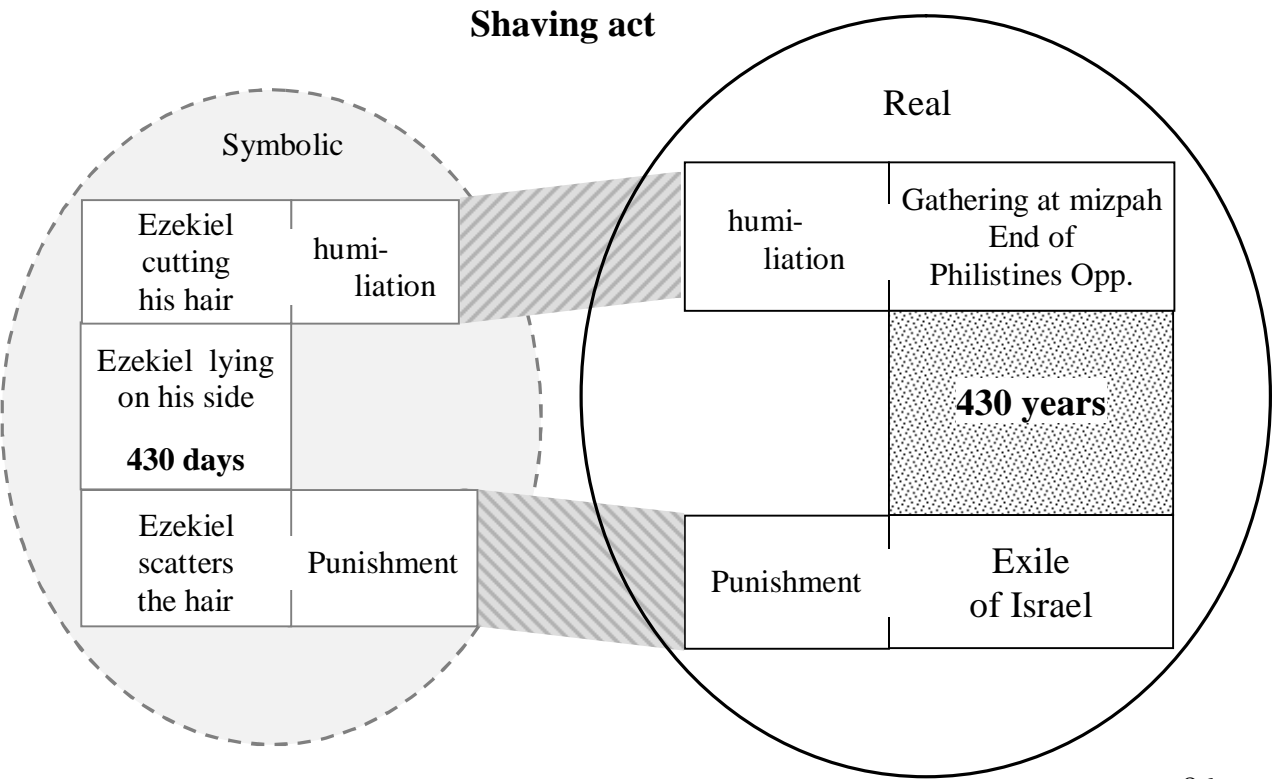 Shaving act
Symbolic
Ezekiel
cutting
his hair
humi-
liation
Ezekiel lying
on his side
430 days
Ezekiel
scatters
the hair
Punishment
Real
humi-
liation
Gathering at mizpah
End of
Philistines Opp.
430 years
Punishment
Exile
of Israel